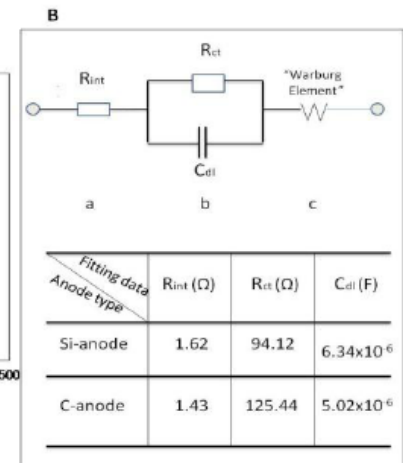 B
Rct
Rint
"Warburg
Element"
Cdl
a b c
Fitting data
Anode type
Rint (Ω) Rct (Ω) Cdl (F)
Si-anode 1.62 94.12 6.34x10-6
C-anode 1.43 125.44 5.02x10-6
500